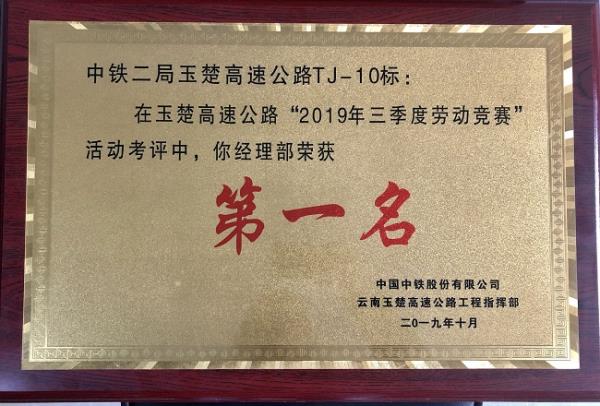 中铁二局玉楚高速公路TJ-10标：
在玉楚高速公路“2019年三季度劳动竞赛”
活动考评中，你经理部荣获
第一名
中国中铁股份有限公司
云南玉楚高速公路工程指挥部
二0一九年十月